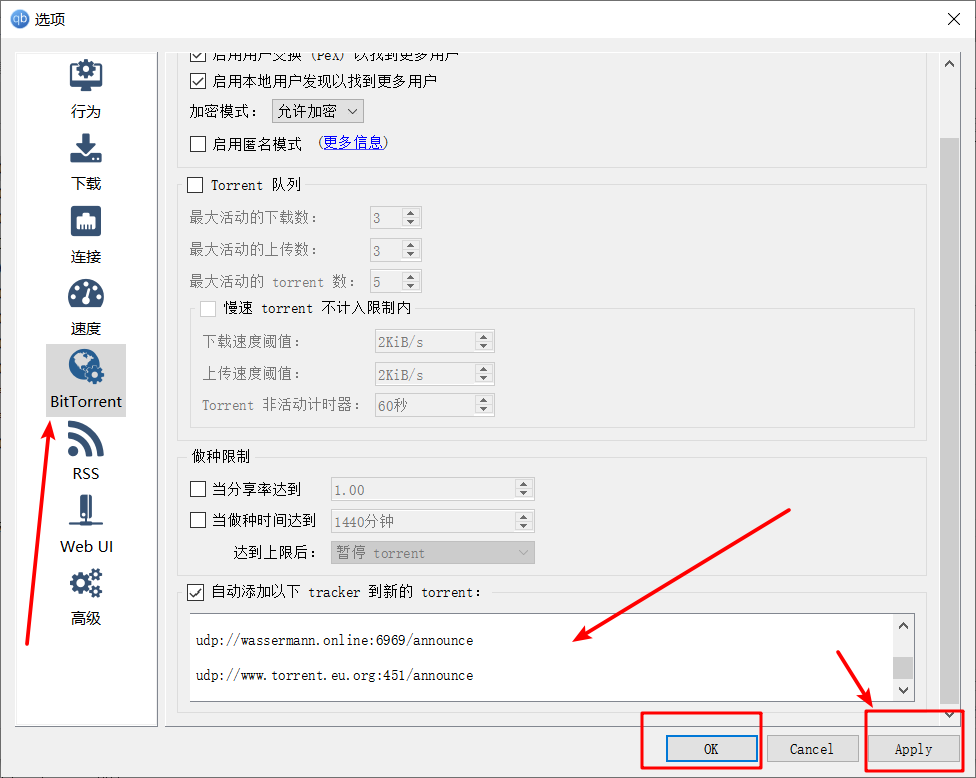 qb 选项
行为
下载
连接
速度
BitTorrent
RSS
Web UI
高级
启用用户交换 (PeX) 以找到更多用户
启用本地用户发现以找到更多用户
加密模式: 允许加密
启用匿名模式 (更多信息)
Torrent 队列
最大活动的下载数: 3
最大活动的上传数: 3
最大活动的 torrent 数: 5
慢速 torrent 不计入限制内
下载速度阈值: 2KiB/s
上传速度阈值: 2KiB/s
Torrent 非活动计时器: 60秒
做种限制
当分享率达到 1.00
当做种时间达到 1440分钟
达到上限后: 暂停 torrent
自动添加以下 tracker 到新的 torrent:
udp://wassermann.online:6969/announce
udp://www.torrent.eu.org:451/announce
OK Cancel Apply